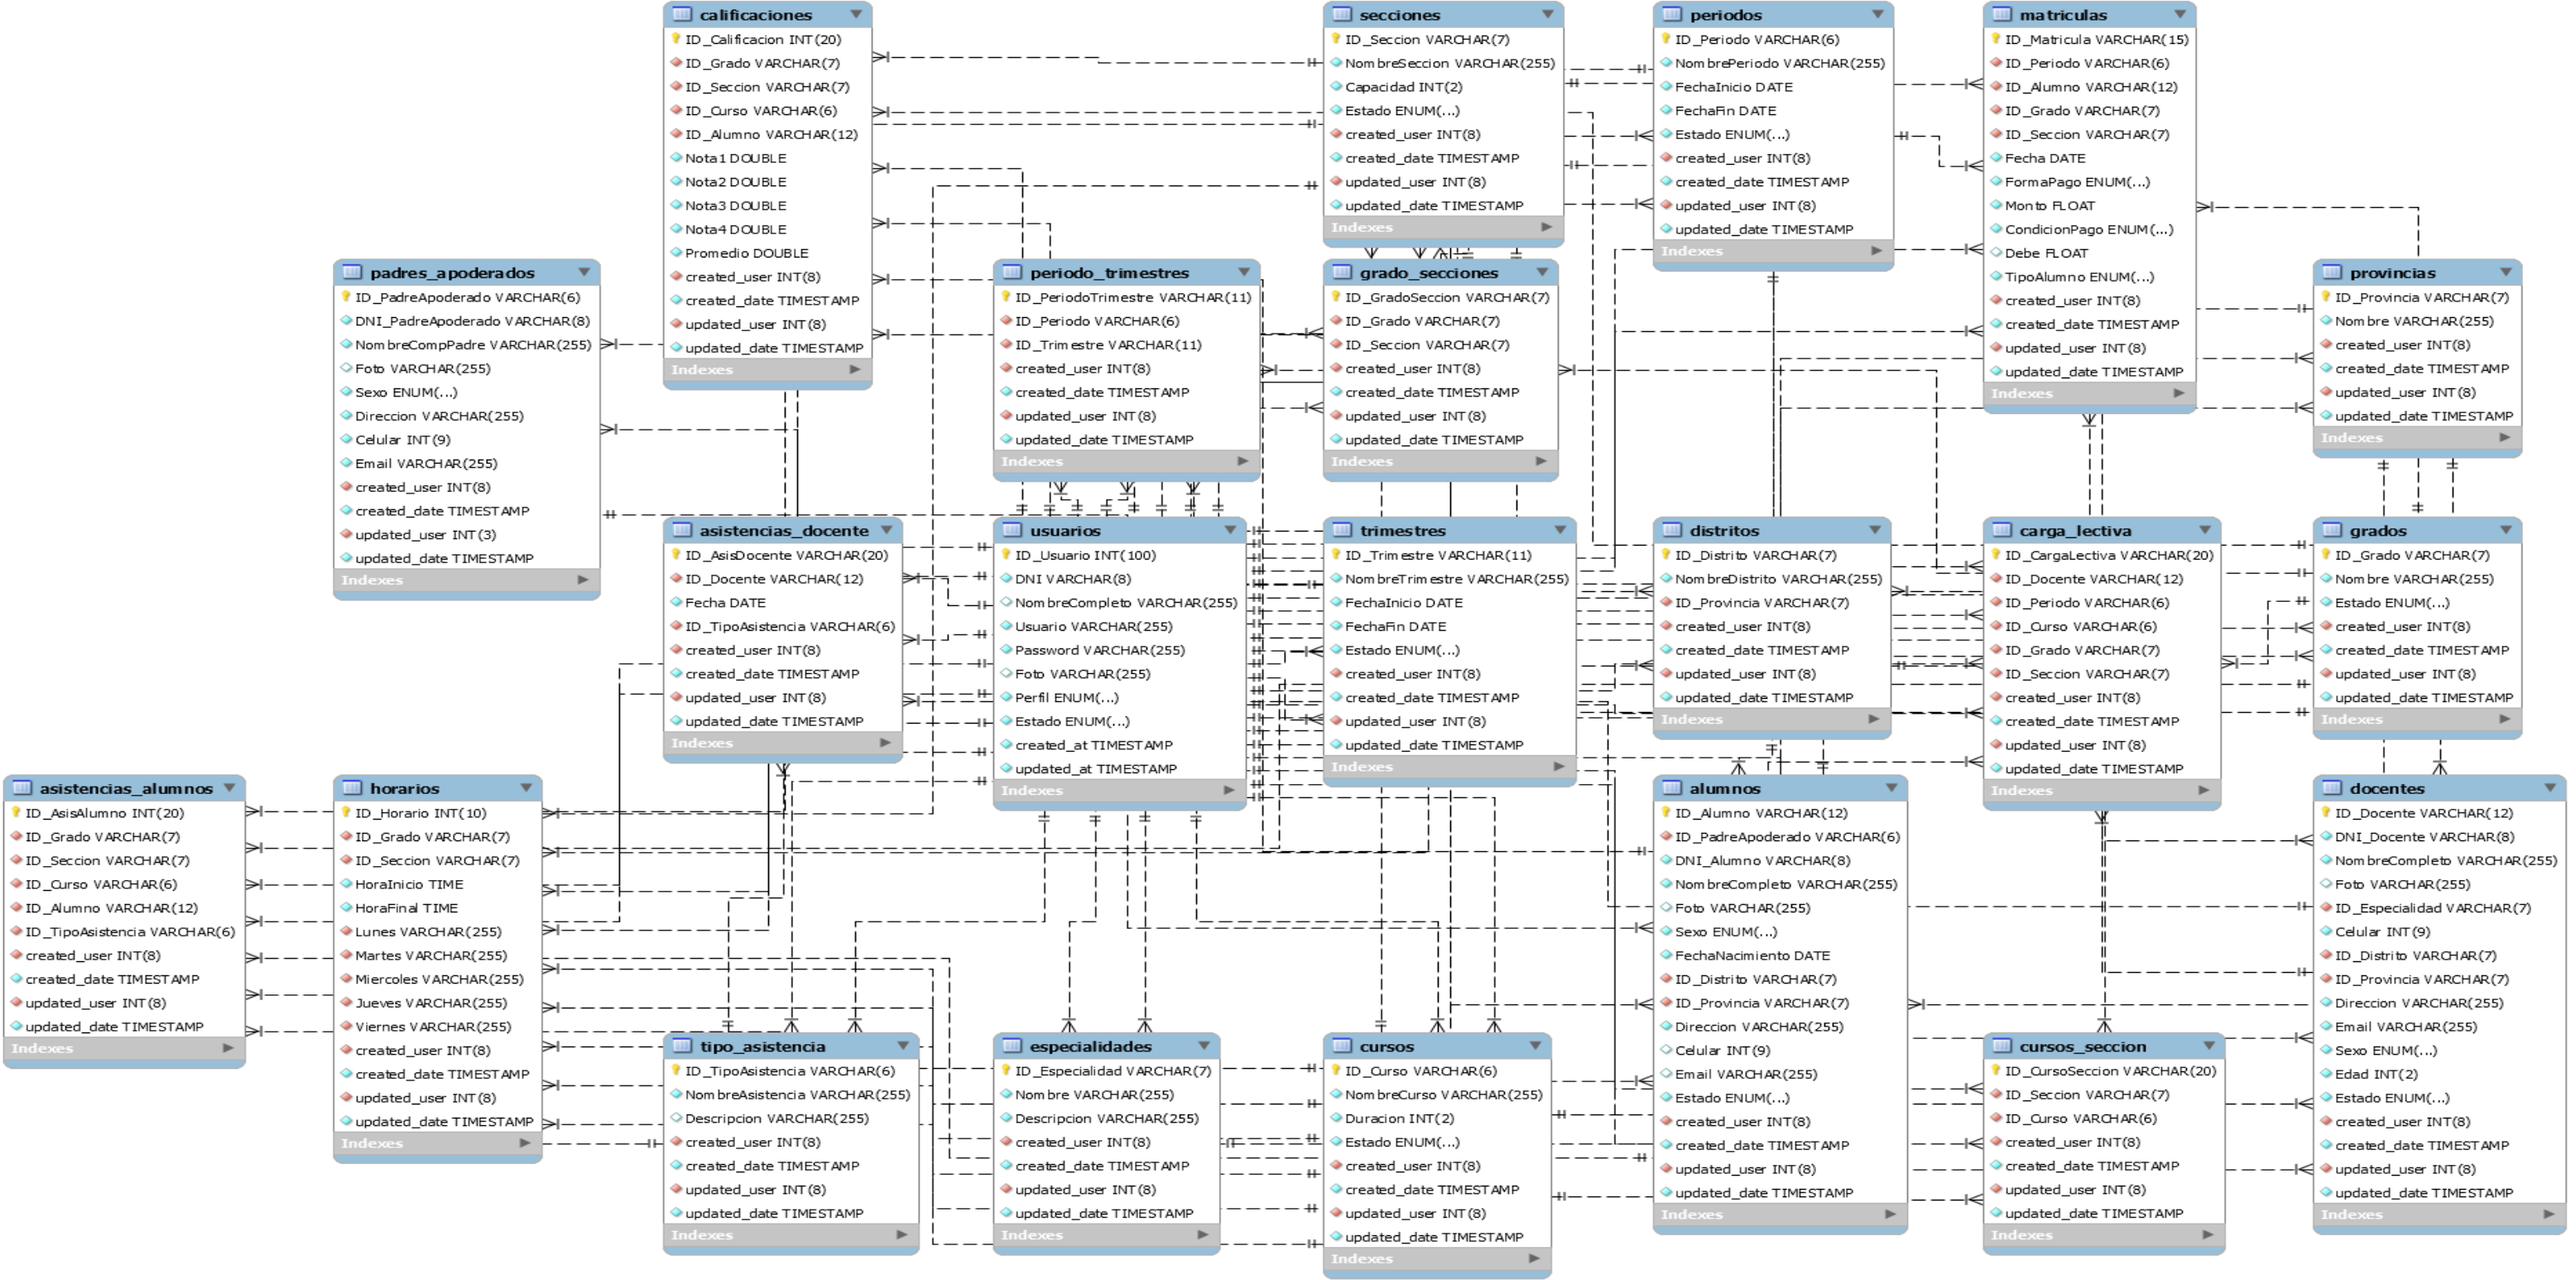 calificaciones
ID_Calificacion INT(20)
ID_Grado VARCHAR(7)
ID_Seccion VARCHAR(7)
ID_Curso VARCHAR(6)
ID_Alumno VARCHAR(12)
Nota1 DOUBLE
Nota2 DOUBLE
Nota3 DOUBLE
Nota4 DOUBLE
Promedio DOUBLE
created_user INT(8)
created_date TIMESTAMP
updated_user INT(8)
updated_date TIMESTAMP
Indexes
secciones
ID_Seccion VARCHAR(7)
NombreSeccion VARCHAR(255)
Capacidad INT(2)
Estado ENUM(...)
created_user INT(8)
created_date TIMESTAMP
updated_user INT(8)
updated_date TIMESTAMP
Indexes
periodos
ID_Periodo VARCHAR(6)
NombrePeriodo VARCHAR(255)
FechaInicio DATE
FechaFin DATE
Estado ENUM(...)
created_user INT(8)
created_date TIMESTAMP
updated_user INT(8)
updated_date TIMESTAMP
Indexes
matriculas
ID_Matricula VARCHAR(15)
ID_Periodo VARCHAR(6)
ID_Alumno VARCHAR(12)
ID_Grado VARCHAR(7)
ID_Seccion VARCHAR(7)
Fecha DATE
FormaPago ENUM(...)
Monto FLOAT
CondicionPago ENUM(...)
Debe FLOAT
TipoAlumno ENUM(...)
created_user INT(8)
created_date TIMESTAMP
updated_user INT(8)
updated_date TIMESTAMP
Indexes
padres_apoderados
ID_PadreApoderado VARCHAR(6)
DNI_PadreApoderado VARCHAR(8)
NombreCompPadre VARCHAR(255)
Foto VARCHAR(255)
Sexo ENUM(...)
Direccion VARCHAR(255)
Celular INT(9)
Email VARCHAR(255)
created_user INT(8)
created_date TIMESTAMP
updated_user INT(3)
updated_date TIMESTAMP
Indexes
periodo_trimestres
ID_PeriodoTrimestre VARCHAR(11)
ID_Periodo VARCHAR(6)
ID_Trimestre VARCHAR(11)
created_user INT(8)
created_date TIMESTAMP
updated_user INT(8)
updated_date TIMESTAMP
Indexes
grado_secciones
ID_GradoSeccion VARCHAR(7)
ID_Grado VARCHAR(7)
ID_Seccion VARCHAR(7)
created_user INT(8)
created_date TIMESTAMP
updated_user INT(8)
updated_date TIMESTAMP
Indexes
provincias
ID_Provincia VARCHAR(7)
Nombre VARCHAR(255)
created_user INT(8)
created_date TIMESTAMP
updated_user INT(8)
updated_date TIMESTAMP
Indexes
asistencias_docente
ID_AsisDocente VARCHAR(20)
ID_Docente VARCHAR(12)
Fecha DATE
ID_TipoAsistencia VARCHAR(6)
created_user INT(8)
created_date TIMESTAMP
updated_user INT(8)
updated_date TIMESTAMP
Indexes
usuarios
ID_Usuario INT(100)
DNI VARCHAR(8)
NombreCompleto VARCHAR(255)
Usuario VARCHAR(255)
Password VARCHAR(255)
Foto VARCHAR(255)
Perfil ENUM(...)
Estado ENUM(...)
created_at TIMESTAMP
updated_at TIMESTAMP
Indexes
trimestres
ID_Trimestre VARCHAR(11)
NombreTrimestre VARCHAR(255)
FechaInicio DATE
FechaFin DATE
Estado ENUM(...)
created_user INT(8)
created_date TIMESTAMP
updated_user INT(8)
updated_date TIMESTAMP
Indexes
distritos
ID_Distrito VARCHAR(7)
NombreDistrito VARCHAR(255)
ID_Provincia VARCHAR(7)
created_user INT(8)
created_date TIMESTAMP
updated_user INT(8)
updated_date TIMESTAMP
Indexes
carga_lectiva
ID_CargaLectiva VARCHAR(20)
ID_Docente VARCHAR(12)
ID_Periodo VARCHAR(6)
ID_Curso VARCHAR(6)
ID_Grado VARCHAR(7)
ID_Seccion VARCHAR(7)
created_user INT(8)
created_date TIMESTAMP
updated_user INT(8)
updated_date TIMESTAMP
Indexes
grados
ID_Grado VARCHAR(7)
Nombre VARCHAR(255)
Estado ENUM(...)
created_user INT(8)
created_date TIMESTAMP
updated_user INT(8)
updated_date TIMESTAMP
Indexes
asistencias_alumnos
ID_AsisAlumno INT(20)
ID_Grado VARCHAR(7)
ID_Seccion VARCHAR(7)
ID_Curso VARCHAR(6)
ID_Alumno VARCHAR(12)
ID_TipoAsistencia VARCHAR(6)
created_user INT(8)
created_date TIMESTAMP
updated_user INT(8)
updated_date TIMESTAMP
Indexes
horarios
ID_Horario INT(10)
ID_Grado VARCHAR(7)
ID_Seccion VARCHAR(7)
HoraInicio TIME
HoraFinal TIME
Lunes VARCHAR(255)
Martes VARCHAR(255)
Miercoles VARCHAR(255)
Jueves VARCHAR(255)
Viernes VARCHAR(255)
created_user INT(8)
created_date TIMESTAMP
updated_user INT(8)
updated_date TIMESTAMP
Indexes
alumnos
ID_Alumno VARCHAR(12)
ID_PadreApoderado VARCHAR(6)
DNI_Alumno VARCHAR(8)
NombreCompleto VARCHAR(255)
Foto VARCHAR(255)
Sexo ENUM(...)
FechaNacimiento DATE
ID_Distrito VARCHAR(7)
ID_Provincia VARCHAR(7)
Direccion VARCHAR(255)
Celular INT(9)
Email VARCHAR(255)
Estado ENUM(...)
created_user INT(8)
created_date TIMESTAMP
updated_user INT(8)
updated_date TIMESTAMP
Indexes
docentes
ID_Docente VARCHAR(12)
DNI_Docente VARCHAR(8)
NombreCompleto VARCHAR(255)
Foto VARCHAR(255)
ID_Especialidad VARCHAR(7)
Celular INT(9)
ID_Distrito VARCHAR(7)
ID_Provincia VARCHAR(7)
Direccion VARCHAR(255)
Email VARCHAR(255)
Sexo ENUM(...)
Edad INT(2)
Estado ENUM(...)
created_user INT(8)
created_date TIMESTAMP
updated_user INT(8)
updated_date TIMESTAMP
Indexes
tipo_asistencia
ID_TipoAsistencia VARCHAR(6)
NombreAsistencia VARCHAR(255)
Descripcion VARCHAR(255)
created_user INT(8)
created_date TIMESTAMP
updated_user INT(8)
updated_date TIMESTAMP
Indexes
especialidades
ID_Especialidad VARCHAR(7)
Nombre VARCHAR(255)
Descripcion VARCHAR(255)
created_user INT(8)
created_date TIMESTAMP
updated_user INT(8)
updated_date TIMESTAMP
Indexes
cursos
ID_Curso VARCHAR(6)
NombreCurso VARCHAR(255)
Duracion INT(2)
Estado ENUM(...)
created_user INT(8)
created_date TIMESTAMP
updated_user INT(8)
updated_date TIMESTAMP
Indexes
cursos_seccion
ID_CursoSeccion VARCHAR(20)
ID_Seccion VARCHAR(7)
ID_Curso VARCHAR(6)
created_user INT(8)
created_date TIMESTAMP
updated_user INT(8)
updated_date TIMESTAMP
Indexes